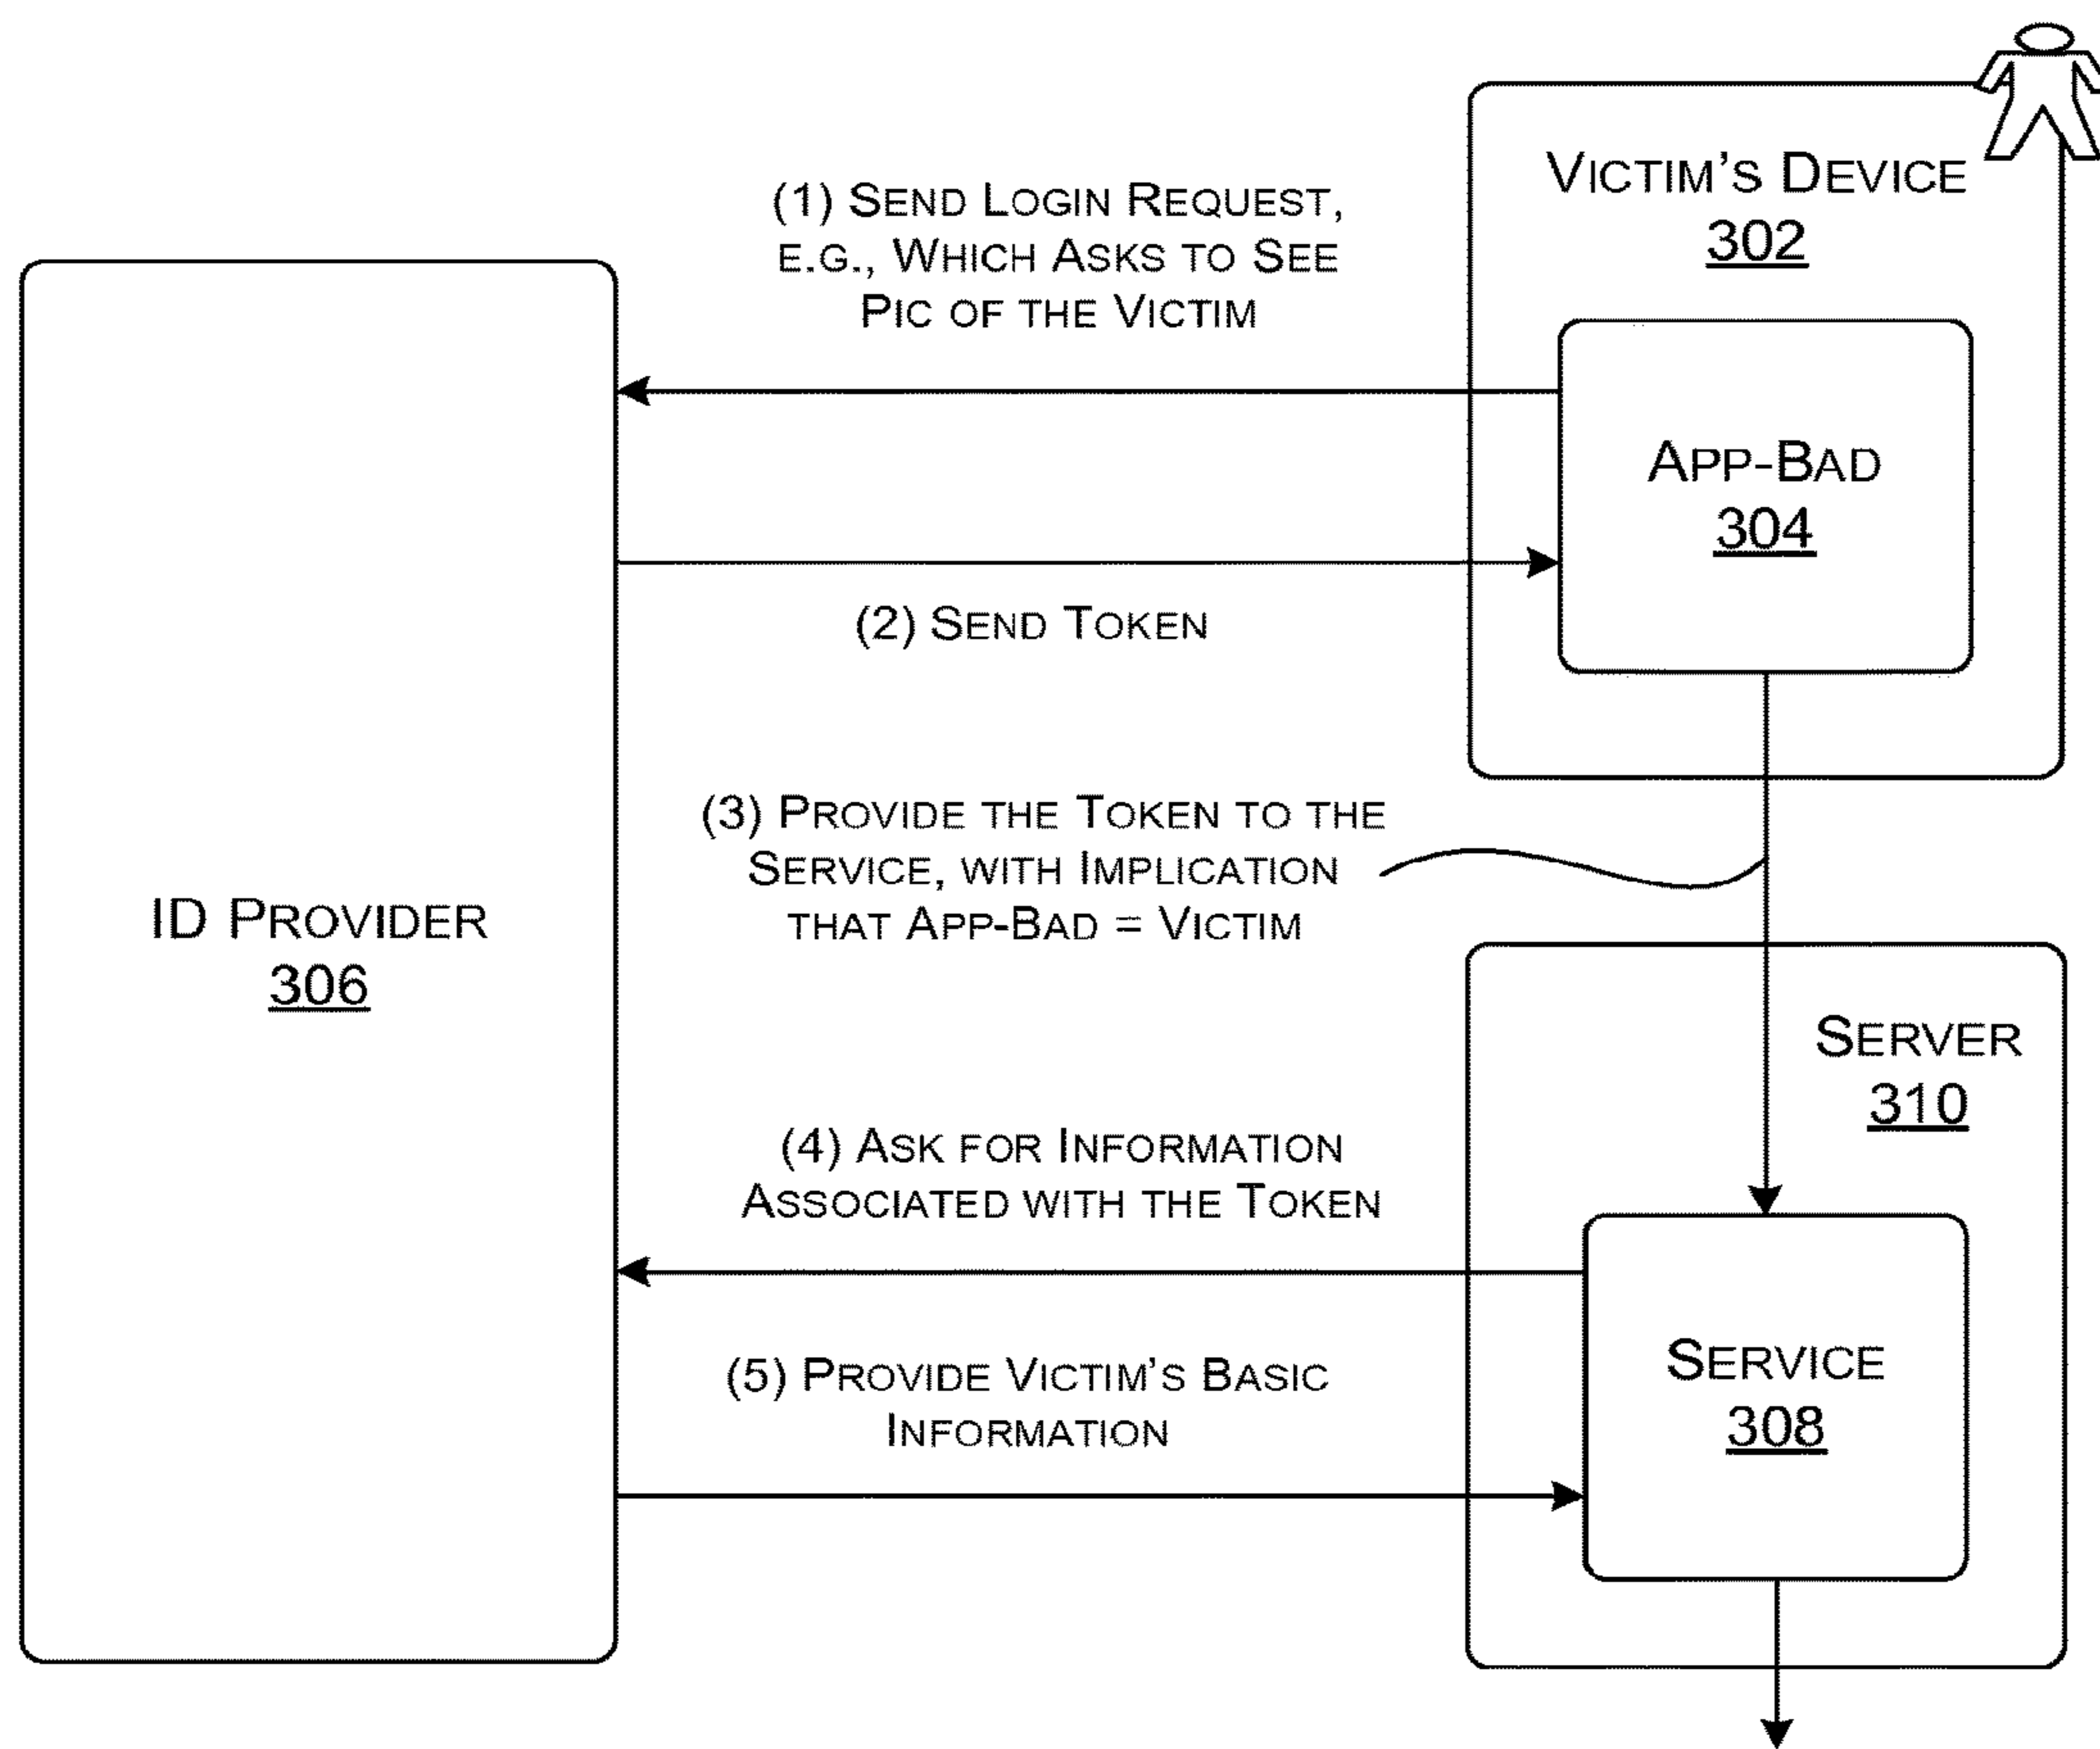 VICTIM'S DEVICE
302
(1) SEND LOGIN REQUEST,
E.G., WHICH ASKS TO SEE
PIC OF THE VICTIM
APP-BAD
304
(2) SEND TOKEN
(3) PROVIDE THE TOKEN TO THE
SERVICE, WITH IMPLICATION
THAT APP-BAD = VICTIM
ID PROVIDER
306
SERVER
310
(4) ASK FOR INFORMATION
ASSOCIATED WITH THE TOKEN
(5) PROVIDE VICTIM'S BASIC
INFORMATION
SERVICE
308